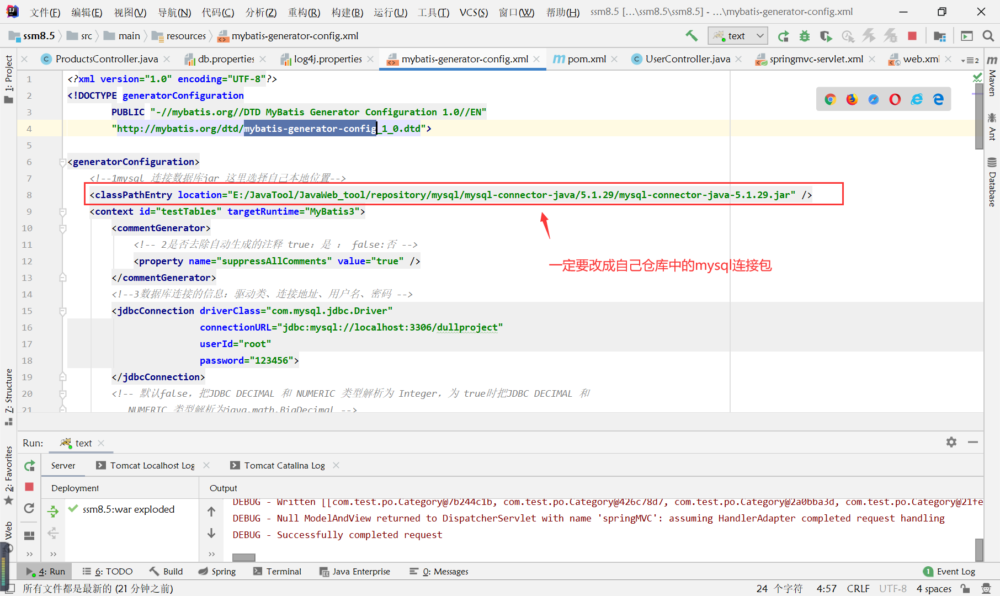 文件(F) 编辑(E) 视图(V) 导航(N) 代码(C) 分析(Z) 重构(R) 构建(B) 运行(U) 工具(T) VCS(S) 窗口(W) 帮助(H) ssm8.5 [...\ssm8.5\ssm8.5] - ...\mybatis-generator-config.xml
ssm8.5 src main resources mybatis-generator-config.xml text
ProductsController.java db.properties log4j.properties mybatis-generator-config.xml pom.xml UserController.java springmvc-servlet.xml web.xml 2
1: Project
Z: Structure
2: Favorites
Web
Maven
Ant
Database
1 <?xml version="1.0" encoding="UTF-8"?>
2 <!DOCTYPE generatorConfiguration
3 PUBLIC "-//mybatis.org//DTD MyBatis Generator Configuration 1.0//EN"
4 "http://mybatis.org/dtd/mybatis-generator-config_1_0.dtd">
5
6 <generatorConfiguration>
7 <!--1mysql 连接数据库jar 这里选择自己本地位置-->
8 <classPathEntry location="E:/JavaTool/JavaWeb_tool/repository/mysql/mysql-connector-java/5.1.29/mysql-connector-java-5.1.29.jar" />
9 <context id="testTables" targetRuntime="MyBatis3">
10 <commentGenerator>
11 <!-- 2是否去除自动生成的注释 true：是 ： false:否 -->
12 <property name="suppressAllComments" value="true" />
一定要改成自己仓库中的mysql连接包
13 </commentGenerator>
14 <!--3数据库连接的信息：驱动类、连接地址、用户名、密码 -->
15 <jdbcConnection driverClass="com.mysql.jdbc.Driver"
16 connectionURL="jdbc:mysql://localhost:3306/dullproject"
17 userId="root"
18 password="123456">
19 </jdbcConnection>
20 <!-- 默认false，把JDBC DECIMAL 和 NUMERIC 类型解析为 Integer，为 true时把JDBC DECIMAL 和
21 NUMERIC 类型解析为java.math.BigDecimal -->
Run: text
Server Tomcat Localhost Log Tomcat Catalina Log
Deployment Output
ssm8.5:war exploded
DEBUG - Written [[com.test.po.Category@7b244c1b, com.test.po.Category@426c78d7, com.test.po.Category@2a0bba3d, com.test.po.Category@21fe
DEBUG - Null ModelAndView returned to DispatcherServlet with name 'springMVC': assuming HandlerAdapter completed request handling
DEBUG - Successfully completed request
4: Run 6: TODO Build Spring Terminal Java Enterprise 0: Messages 1 Event Log
所有文件都是最新的 (21 分钟之前) 24 个字符 4:57 CRLF UTF-8 4 spaces